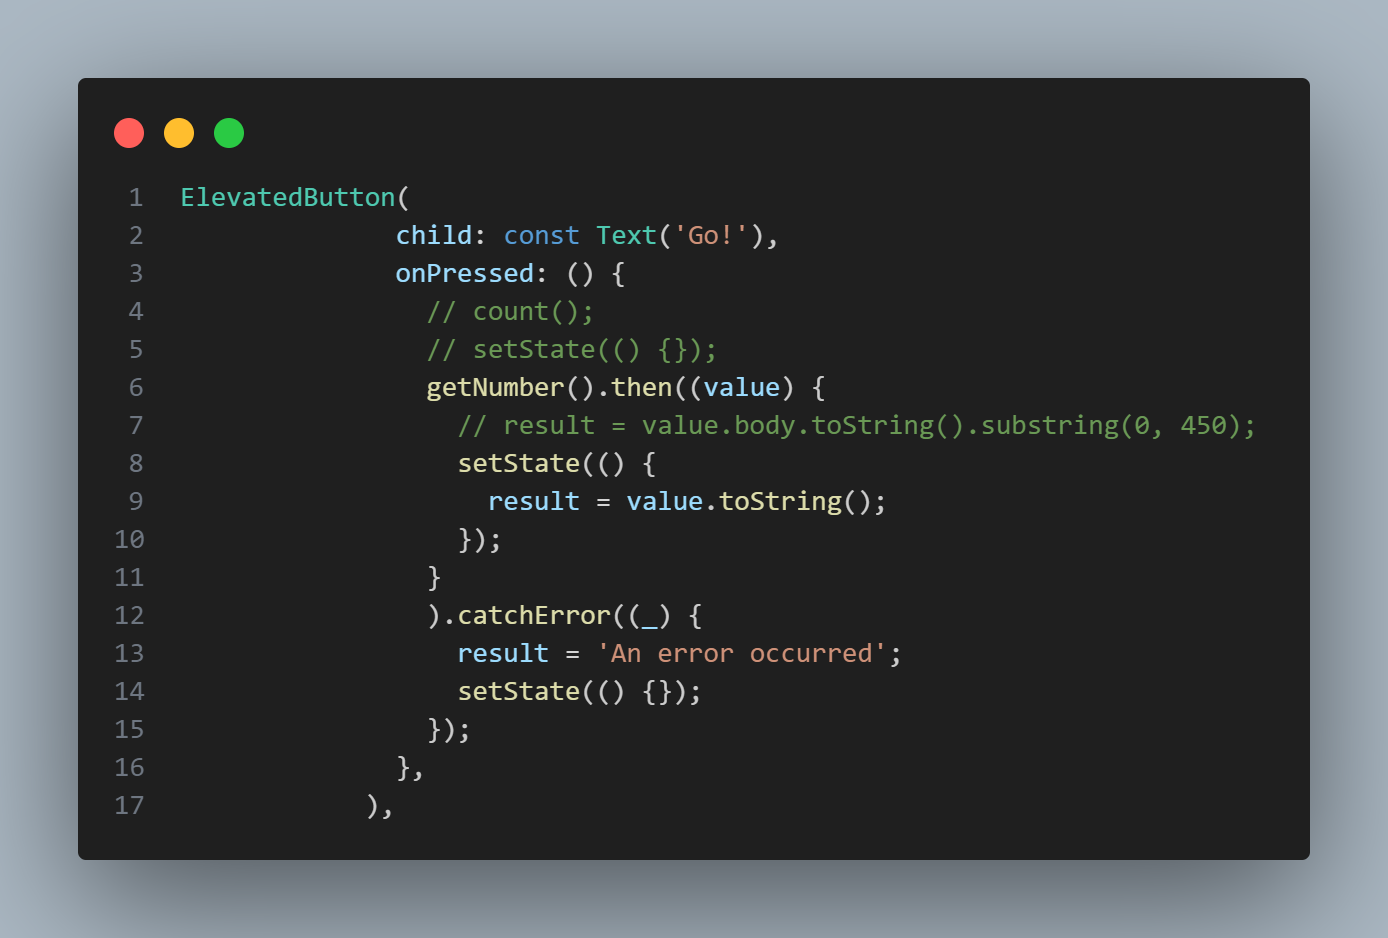 1 ElevatedButton(
2 child: const Text('Go!'),
3 onPressed: () {
4 // count();
5 // setState(() {});
6 getNumber().then((value) {
7 // result = value.body.toString().substring(0, 450);
8 setState(() {
9 result = value.toString();
10 });
11 }
12 ).catchError((_) {
13 result = 'An error occurred';
14 setState(() {});
15 });
16 },
17 ),